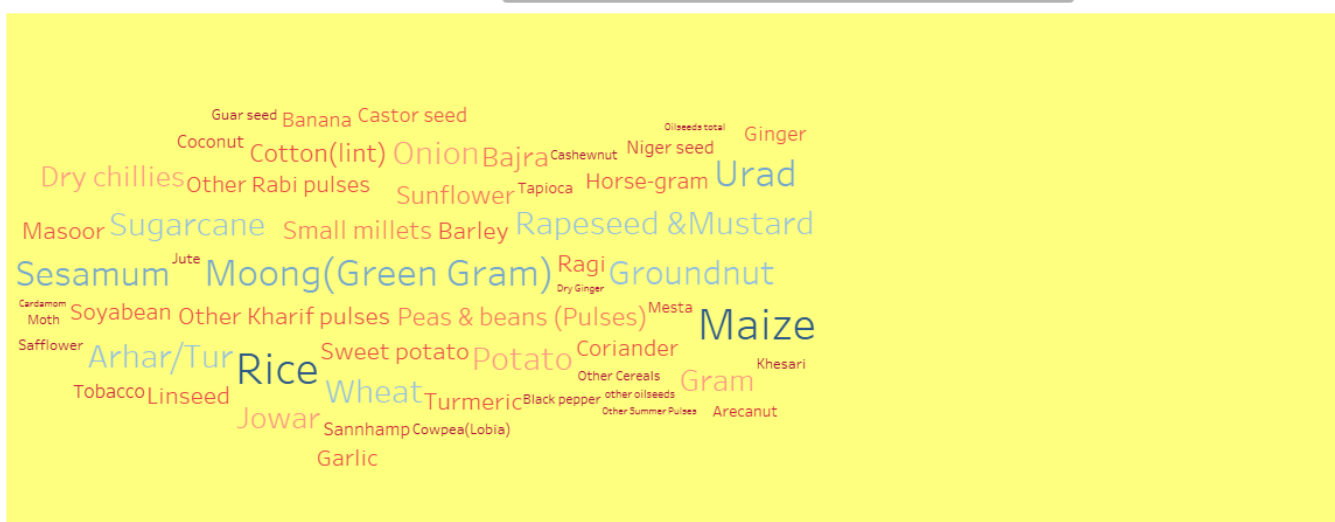 Guar seed Banana Castor seed
Oilseeds total Ginger
Coconut Cotton(lint) Onion Bajra Cashewnut Niger seed
Dry chillies Other Rabi pulses Sunflower Tapioca Horse-gram Urad
Masoor Sugarcane Small millets Barley Rapeseed &Mustard
Sesamum Jute Moong(Green Gram) Ragi Groundnut
Dry Ginger
Cardamom
Moth Soyabean Other Kharif pulses Peas & beans (Pulses) Mesta Maize
Safflower Arhar/Tur Rice Sweet potato Potato Coriander
Khesari
Other Cereals Gram
Tobacco Linseed Wheat Turmeric Black pepper other oilseeds
Other Summer Pulses Arecanut
Jowar Sannhamp Cowpea(Lobia)
Garlic